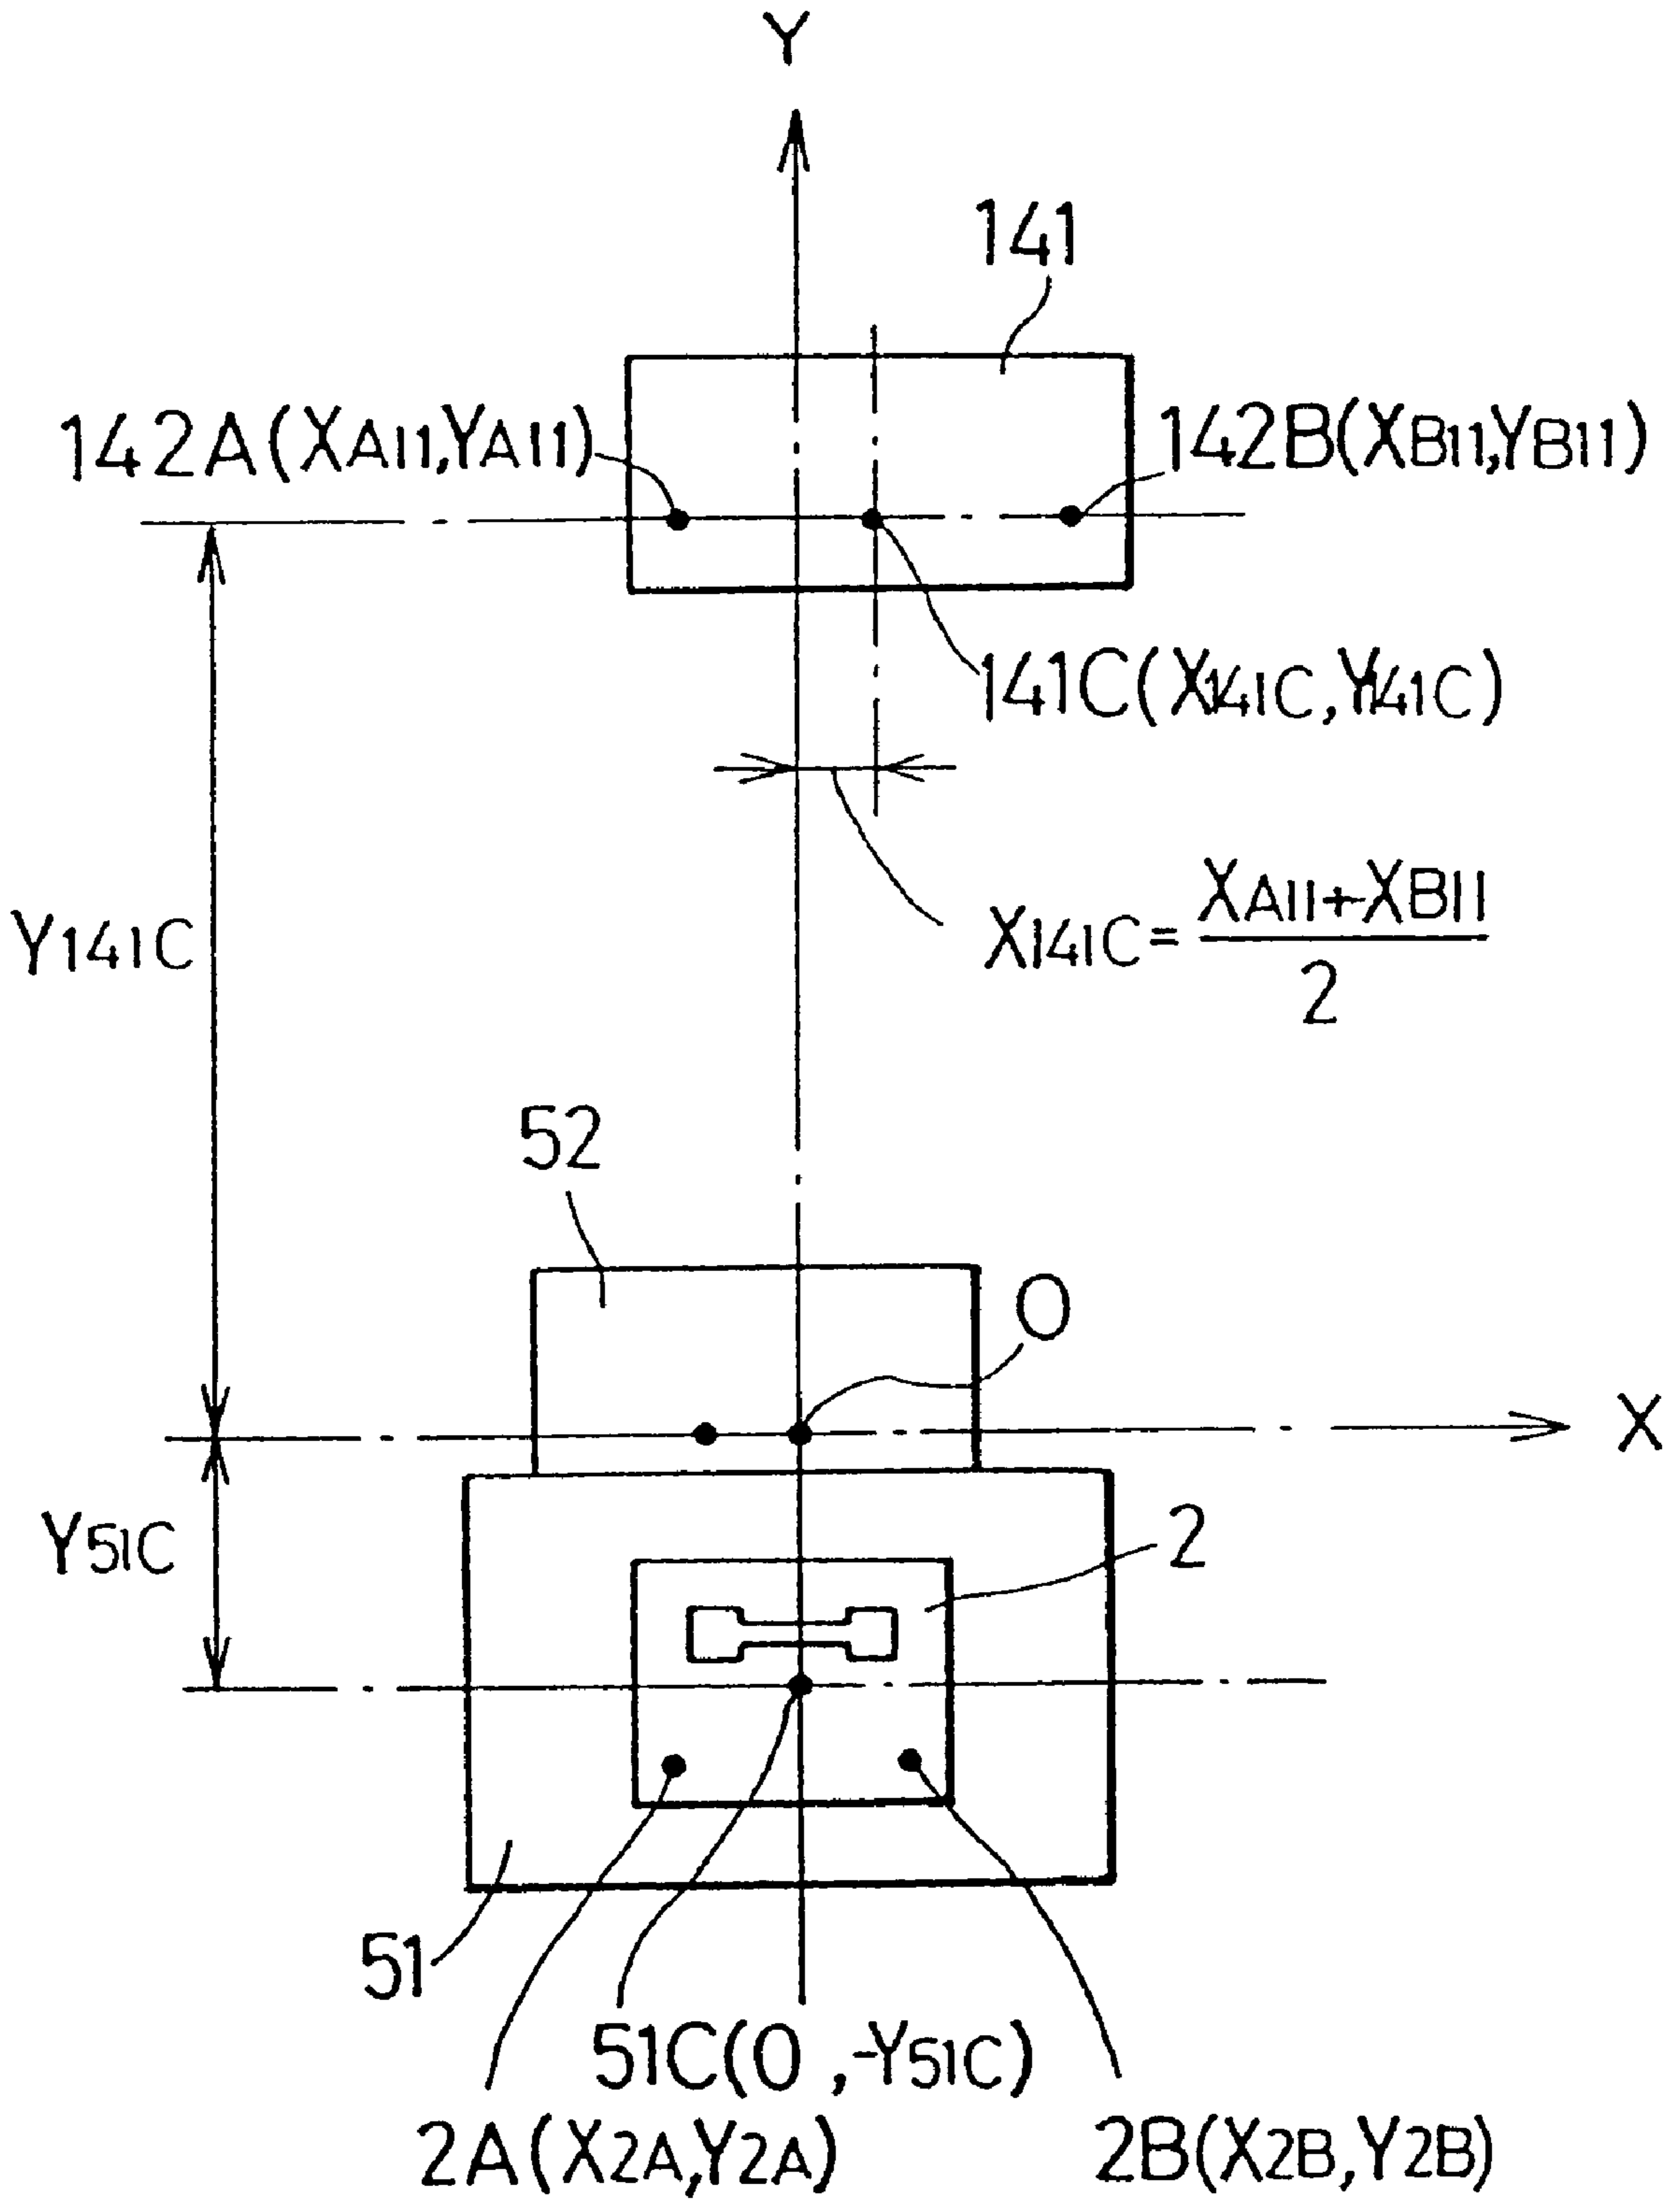 Y
141
142A(XA11,YA11)
142B(XB11,YB11)
141C(X141C,Y141C)
Y141C
X141C=XA11+XB11
2
52
O
X
Y51C
2
51
51C(0,-Y51C)
2A(X2A,Y2A)
2B(X2B,Y2B)